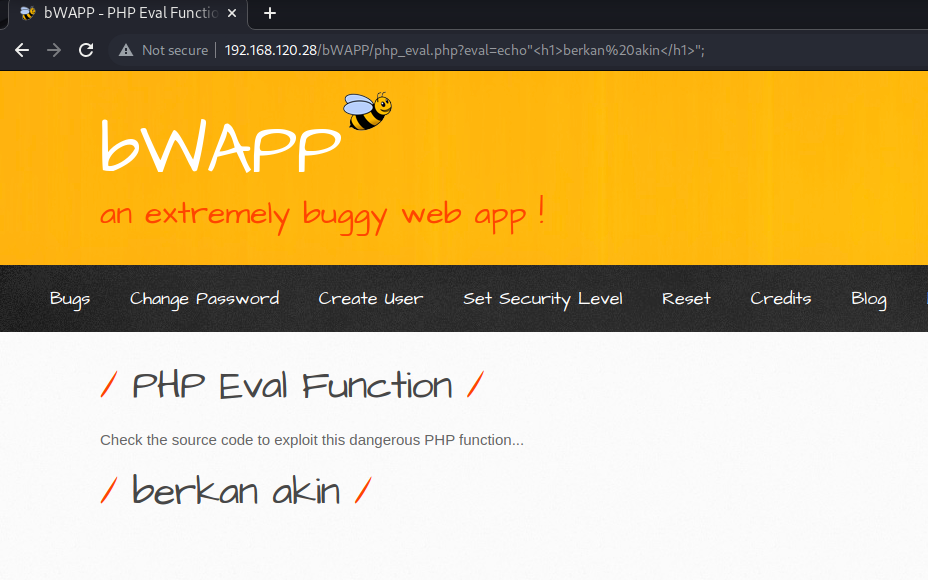 bWAPP - PHP Eval Functio
Not secure 192.168.120.28/bWAPP/php_eval.php?eval=echo"<h1>berkan%20akin</h1>";
bWAPP
an extremely buggy web app !
Bugs Change Password Create User Set Security Level Reset Credits Blog
/ PHP Eval Function /
Check the source code to exploit this dangerous PHP function...
/ berkan akin /